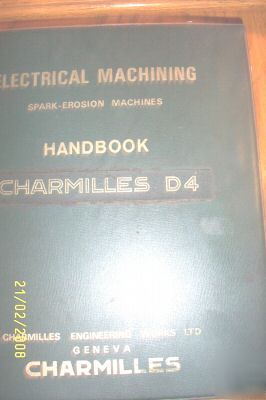 ELECTRICAL MACHINING
SPARK-EROSION MACHINES
HANDBOOK
CHARMILLES D4
CHARMILLES ENGINEERING WORKS LTD
GENEVA
CHARMILLES
21/02/2008